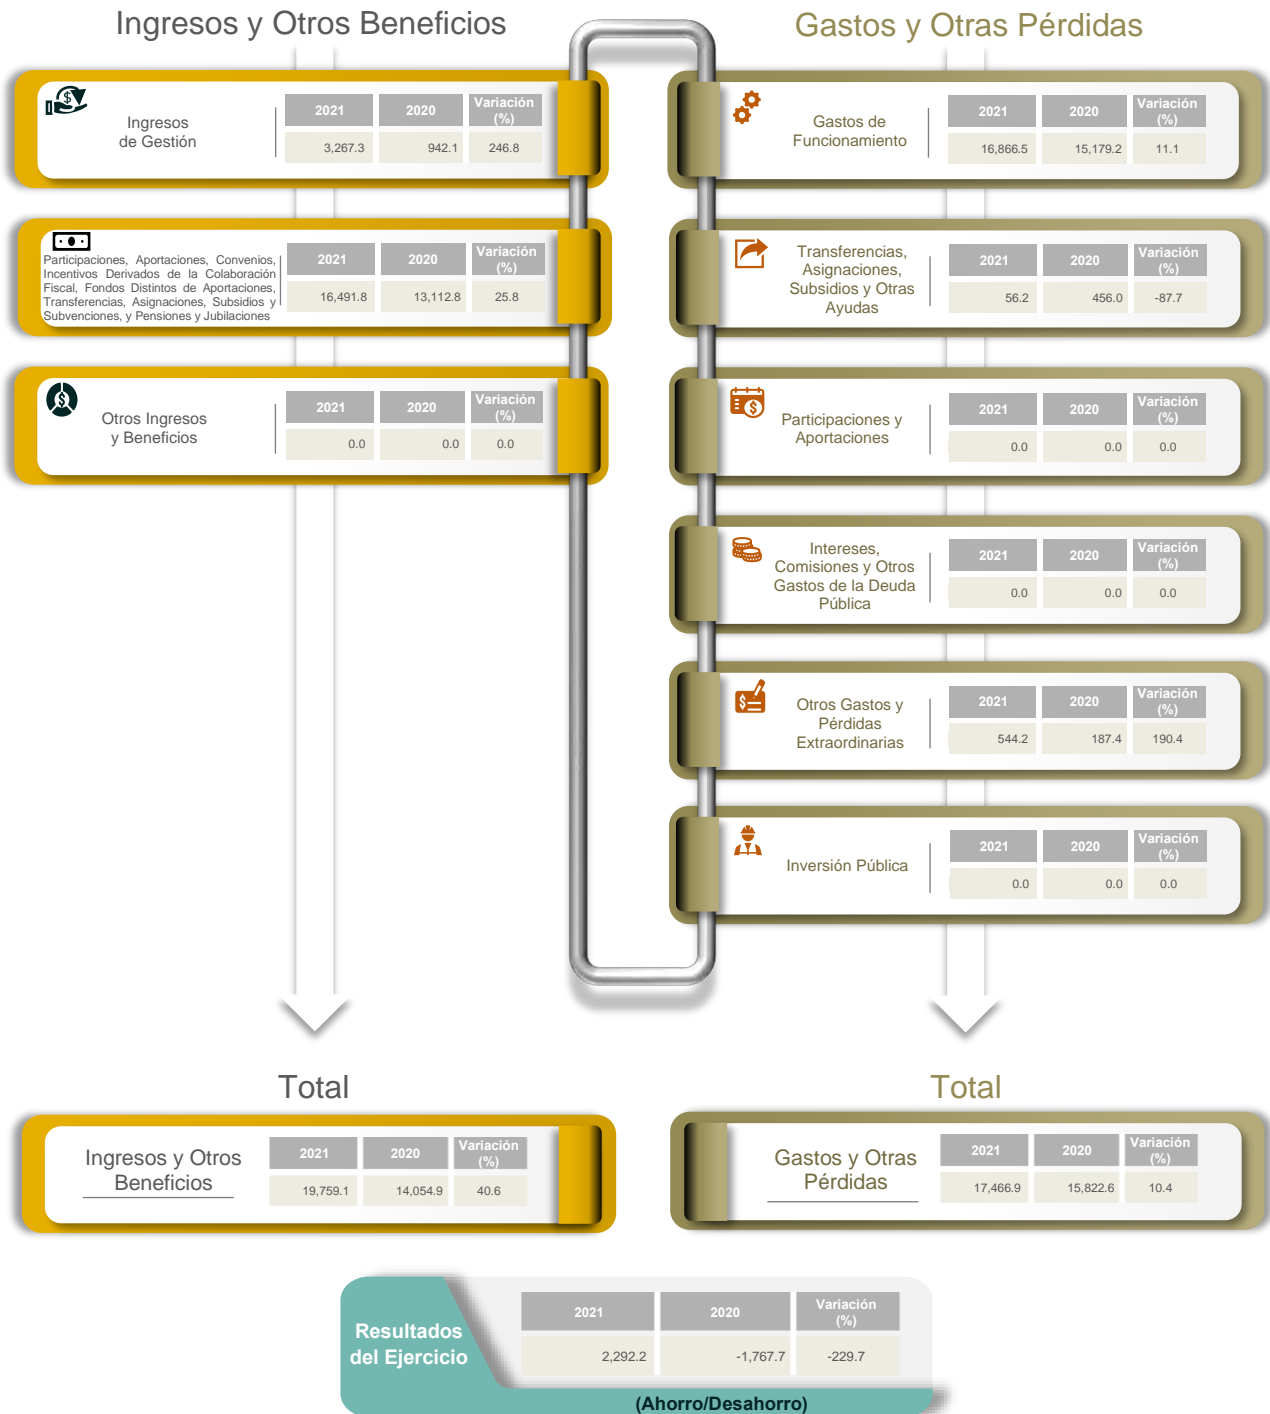 Ingresos y Otros Beneficios
Ingresos
de Gestión
2021 2020 Variación
(%)
3,267.3 942.1 246.8
Participaciones, Aportaciones, Convenios,
Incentivos Derivados de la Colaboración
Fiscal, Fondos Distintos de Aportaciones,
Transferencias, Asignaciones, Subsidios y
Subvenciones, y Pensiones y Jubilaciones
2021 2020 Variación
(%)
16,491.8 13,112.8 25.8
Otros Ingresos
y Beneficios
2021 2020 Variación
(%)
0.0 0.0 0.0
Gastos y Otras Pérdidas
Gastos de
Funcionamiento
2021 2020 Variación
(%)
16,866.5 15,179.2 11.1
Transferencias,
Asignaciones,
Subsidios y Otras
Ayudas
2021 2020 Variación
(%)
56.2 456.0 -87.7
Participaciones y
Aportaciones
2021 2020 Variación
(%)
0.0 0.0 0.0
Intereses,
Comisiones y Otros
Gastos de la Deuda
Pública
2021 2020 Variación
(%)
0.0 0.0 0.0
Otros Gastos y
Pérdidas
Extraordinarias
2021 2020 Variación
(%)
544.2 187.4 190.4
Inversión Pública
2021 2020 Variación
(%)
0.0 0.0 0.0
Total
Ingresos y Otros
Beneficios
2021 2020 Variación
(%)
19,759.1 14,054.9 40.6
Total
Gastos y Otras
Pérdidas
2021 2020 Variación
(%)
17,466.9 15,822.6 10.4
Resultados
del Ejercicio
2021 2020 Variación
(%)
2,292.2 -1,767.7 -229.7
(Ahorro/Desahorro)